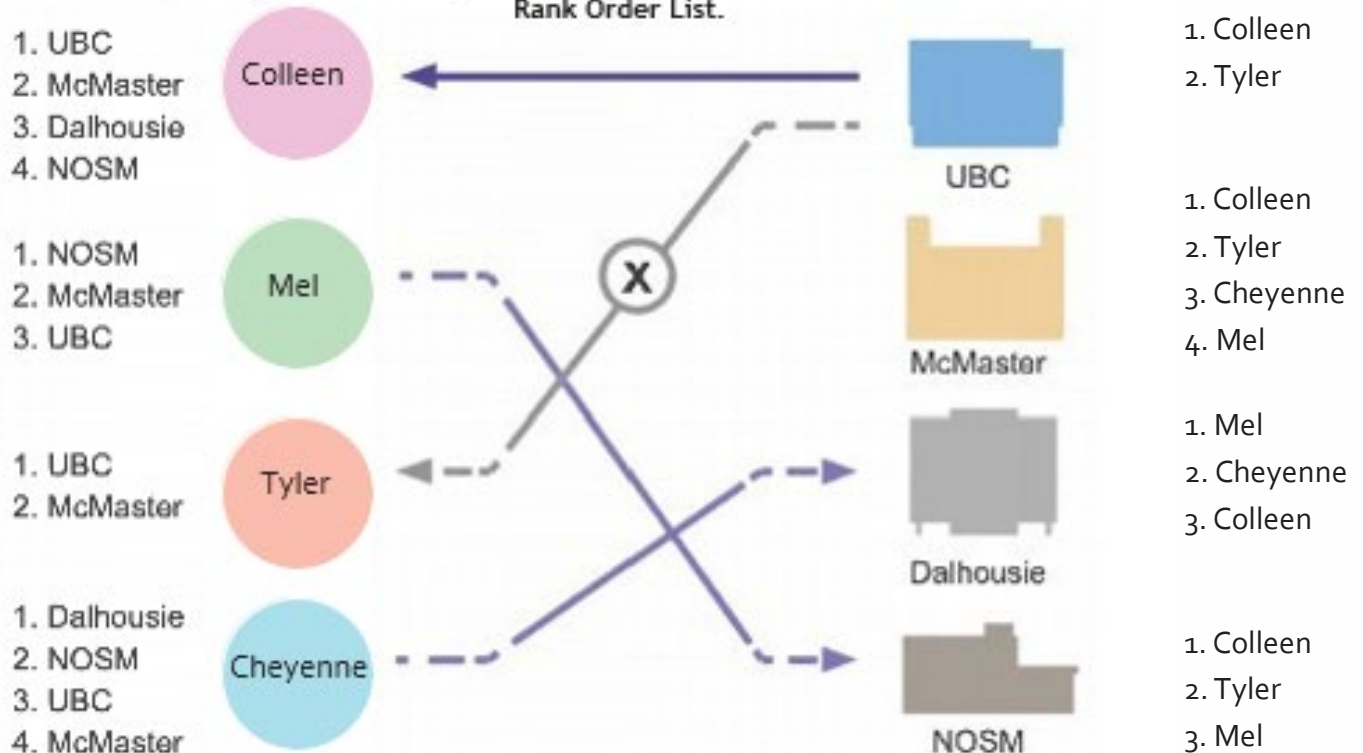 Rank Order List.
1. UBC
2. McMaster
3. Dalhousie
4. NOSM
Colleen
UBC
1. Colleen
2. Tyler
1. NOSM
2. McMaster
3. UBC
Mel
X
McMaster
1. Colleen
2. Tyler
3. Cheyenne
4. Mel
1. UBC
2. McMaster
Tyler
Dalhousie
1. Mel
2. Cheyenne
3. Colleen
1. Dalhousie
2. NOSM
3. UBC
4. McMaster
Cheyenne
NOSM
1. Colleen
2. Tyler
3. Mel